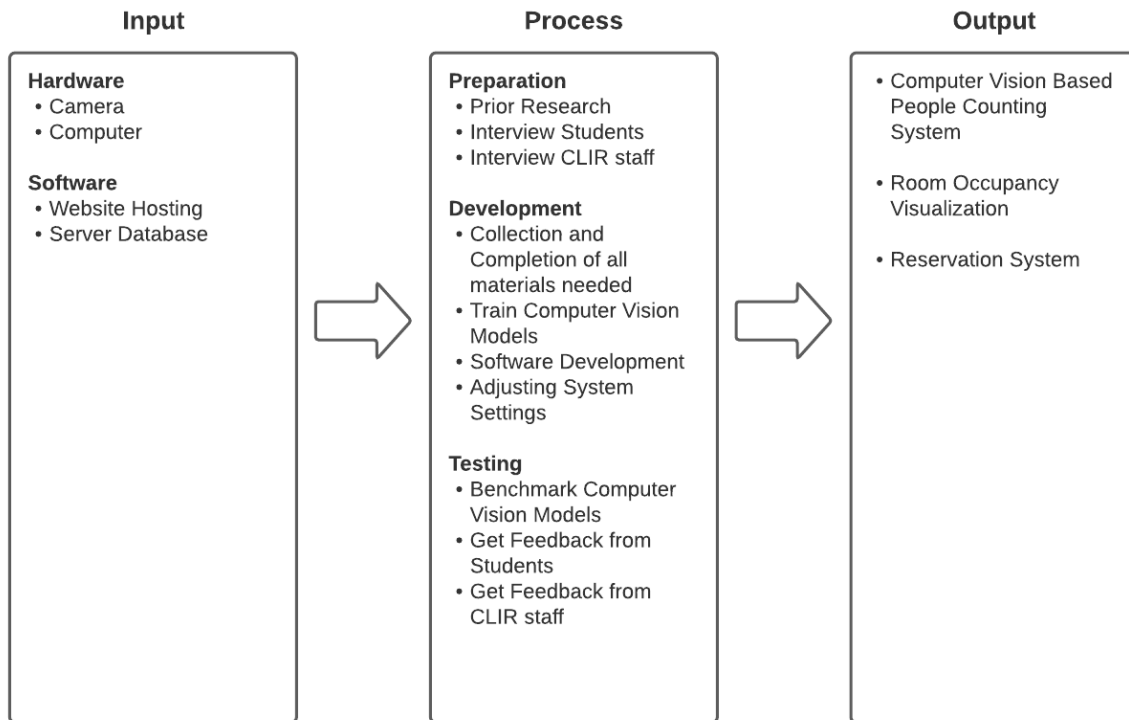 Input
Hardware
• Camera
• Computer
Software
• Website Hosting
• Server Database
Process
Preparation
• Prior Research
• Interview Students
• Interview CLIR staff
Development
• Collection and
Completion of all
materials needed
• Train Computer Vision
Models
• Software Development
• Adjusting System
Settings
Testing
• Benchmark Computer
Vision Models
• Get Feedback from
Students
• Get Feedback from
CLIR staff
Output
• Computer Vision Based
People Counting
System
• Room Occupancy
Visualization
• Reservation System